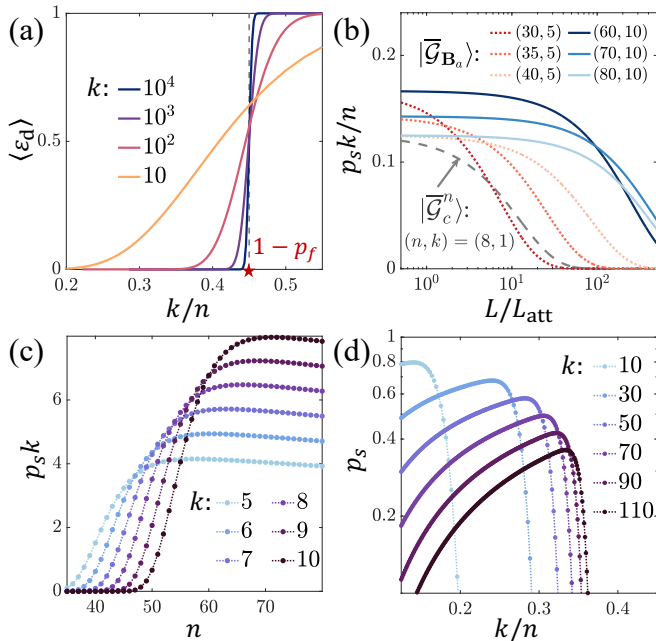 (a)
1
0.5
0
⟨ε_d⟩
k:
10^4
10^3
10^2
10
1 − p_f
0.2 0.3 0.4 0.5
k/n
(b)
|𝒢̅_{B_a}⟩:
(30, 5) (60, 10)
(35, 5) (70, 10)
(40, 5) (80, 10)
0.2
0.1
0
p_s k/n
|𝒢̅_c^n⟩:
(n, k) = (8, 1)
10^0 10^1 10^2
L/L_att
(c)
6
4
2
0
p_s k
k: 5 8
6 9
7 10
40 50 60 70 80
n
(d)
1
0.8
0.6
0.4
0.2
p_s
k: 10
30
50
70
90
110
0.2 0.3 0.4
k/n